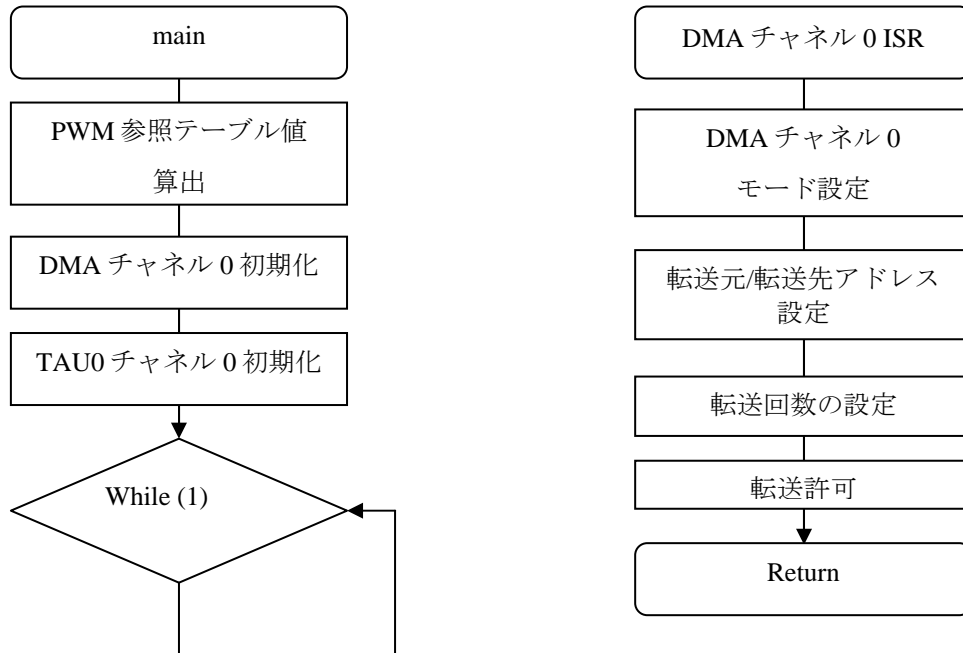 main
PWM 参照テーブル値
算出
DMA チャネル 0 初期化
TAU0 チャネル 0 初期化
While (1)
DMA チャネル 0 ISR
DMA チャネル 0
モード設定
転送元/転送先アドレス
設定
転送回数の設定
転送許可
Return